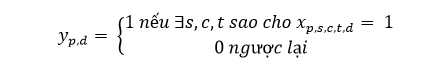 y_{p,d} = {1 nếu ∃s, c, t sao cho x_{p,s,c,t,d} = 1
0 ngược lại